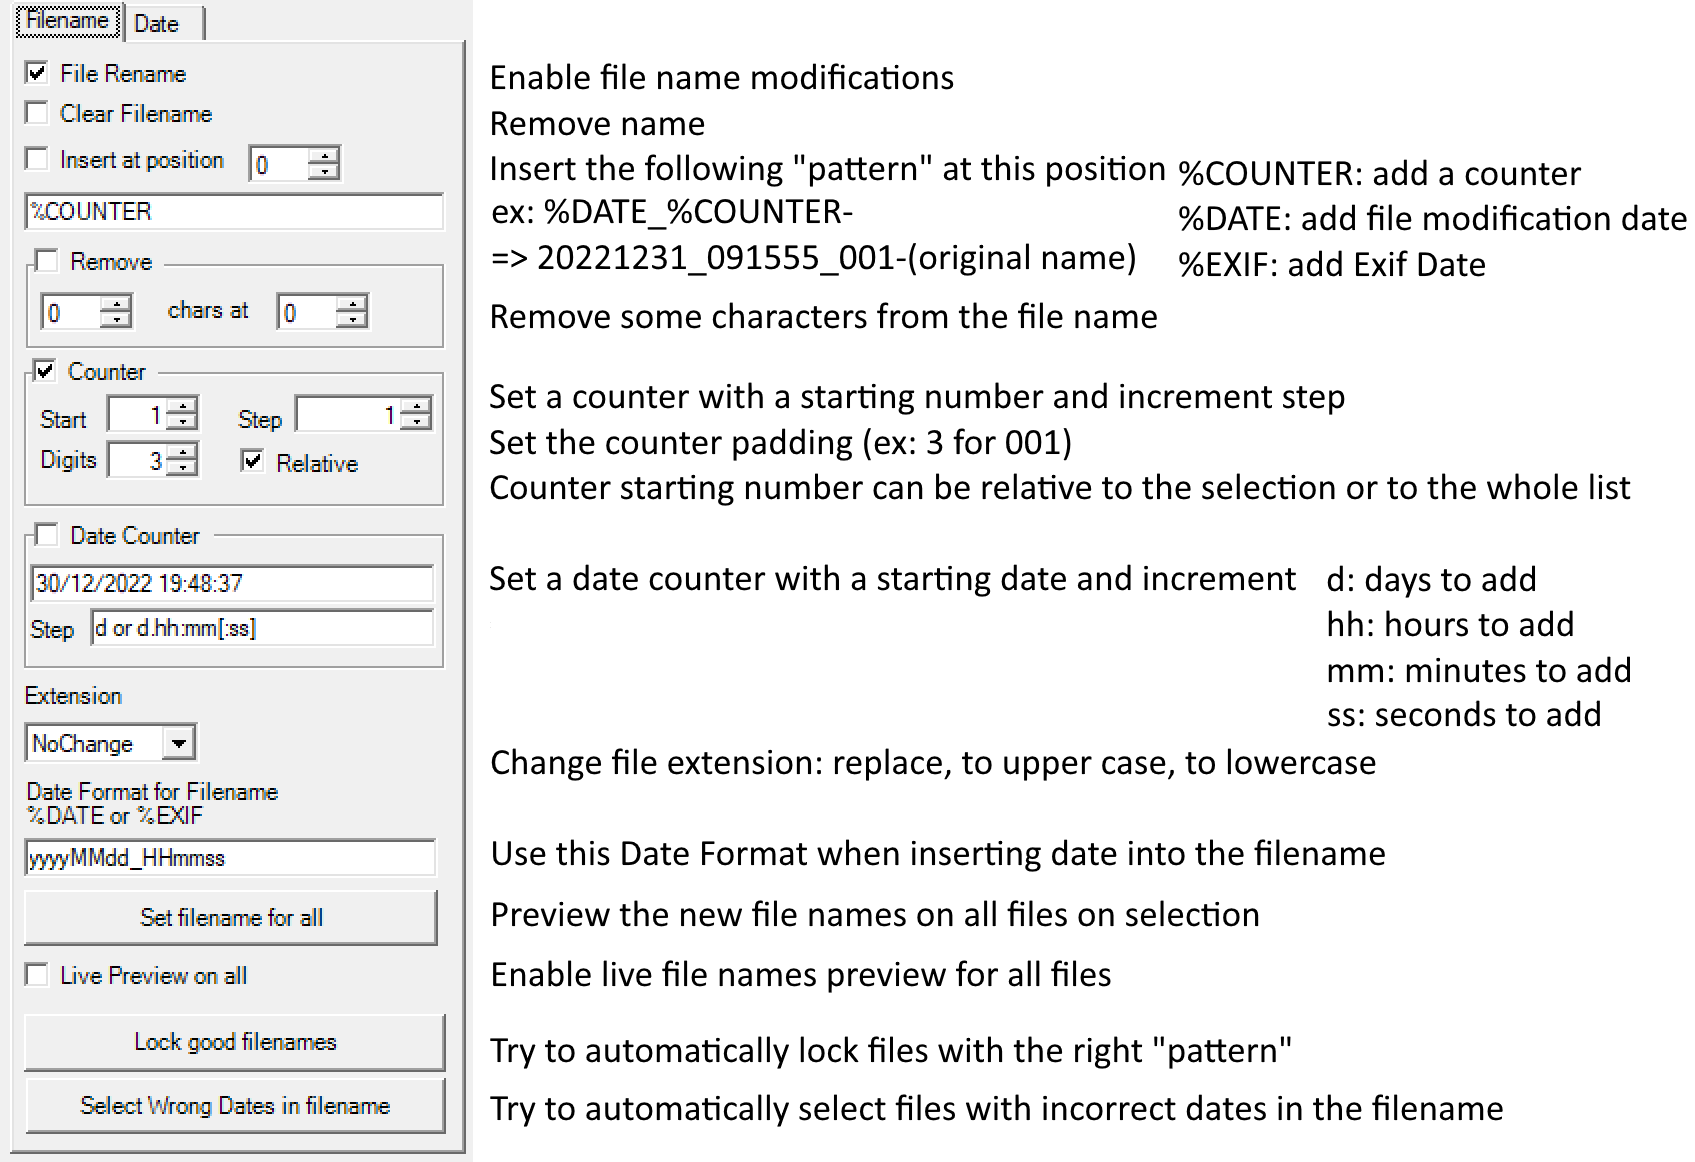 Filename Date
File Rename Enable file name modifications
Clear Filename Remove name
Insert at position 0 Insert the following "pattern" at this position %COUNTER: add a counter
%COUNTER ex: %DATE_%COUNTER- %DATE: add file modification date
=> 20221231_091555_001-(original name) %EXIF: add Exif Date
Remove
0 chars at 0 Remove some characters from the file name
Counter
Start 1 Step 1 Set a counter with a starting number and increment step
Digits 3 Relative Set the counter padding (ex: 3 for 001)
Counter starting number can be relative to the selection or to the whole list
Date Counter
30/12/2022 19:48:37 Set a date counter with a starting date and increment d: days to add
Step d or d.hh:mm[:ss] hh: hours to add
mm: minutes to add
ss: seconds to add
Extension
NoChange Change file extension: replace, to upper case, to lowercase
Date Format for Filename
%DATE or %EXIF
yyyyMMdd_HHmmss Use this Date Format when inserting date into the filename
Set filename for all Preview the new file names on all files on selection
Live Preview on all Enable live file names preview for all files
Lock good filenames Try to automatically lock files with the right "pattern"
Select Wrong Dates in filename Try to automatically select files with incorrect dates in the filename